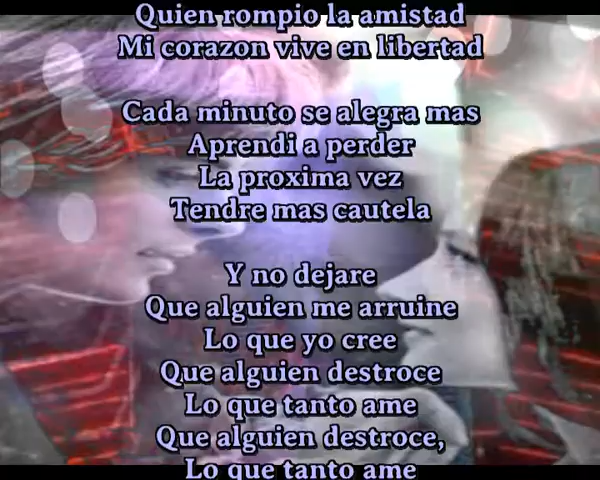 Quien rompio la amistad
Mi corazon vive en libertad
Cada minuto se alegra mas
Aprendi a perder
La proxima vez
Tendre mas cautela
Y no dejare
Que alguien me arruine
Lo que yo cree
Que alguien destroce
Lo que tanto ame
Que alguien destroce,
Lo que tanto ame